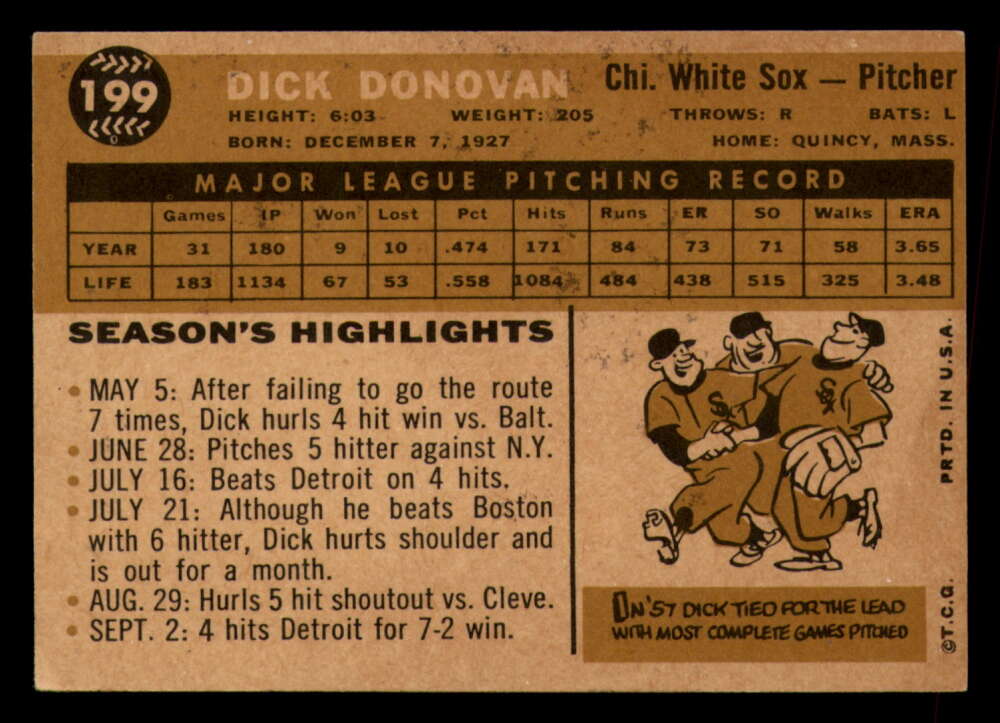 199
DICK DONOVAN Chi. White Sox — Pitcher
HEIGHT: 6:03 WEIGHT: 205 THROWS: R BATS: L
BORN: DECEMBER 7, 1927 HOME: QUINCY, MASS.
MAJOR LEAGUE PITCHING RECORD
Games IP Won Lost Pct Hits Runs ER SO Walks ERA
YEAR 31 180 9 10 .474 171 84 73 71 58 3.65
LIFE 183 1134 67 53 .558 1084 484 438 515 325 3.48
SEASON'S HIGHLIGHTS
• MAY 5: After failing to go the route
7 times, Dick hurls 4 hit win vs. Balt.
• JUNE 28: Pitches 5 hitter against N.Y.
• JULY 16: Beats Detroit on 4 hits.
• JULY 21: Although he beats Boston
with 6 hitter, Dick hurts shoulder and
is out for a month.
• AUG. 29: Hurls 5 hit shoutout vs. Cleve.
• SEPT. 2: 4 hits Detroit for 7-2 win.
SOX
SOX
IN '57 DICK TIED FOR THE LEAD
WITH MOST COMPLETE GAMES PITCHED
©T.C.G. PRTD. IN U.S.A.